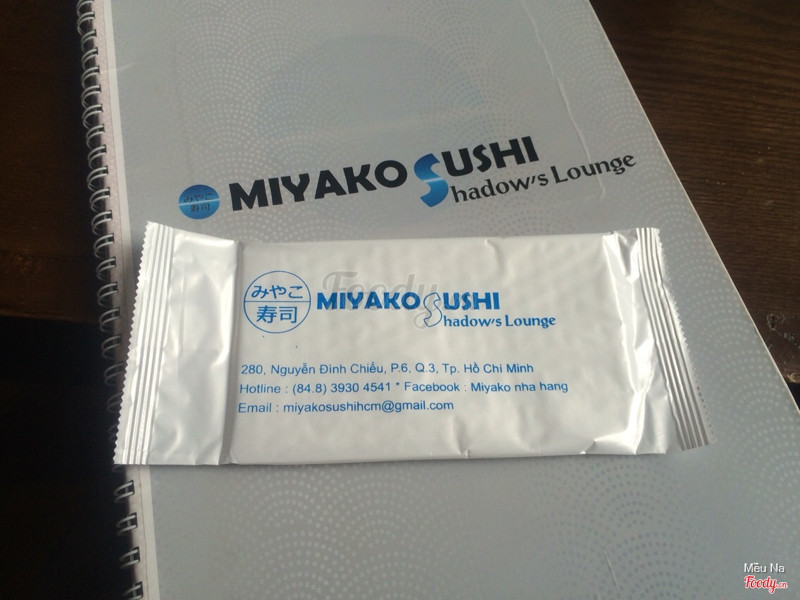 みやこ
寿司
MIYAKO SUSHI
Shadow's Lounge
みやこ
寿司
MIYAKO SUSHI
Shadow's Lounge
Foody
280, Nguyễn Đình Chiểu, P.6, Q.3, Tp. Hồ Chí Minh
Hotline : (84.8) 3930 4541 * Facebook : Miyako nha hang
Email : miyakosushihcm@gmail.com
Mều Na
Foody.vn